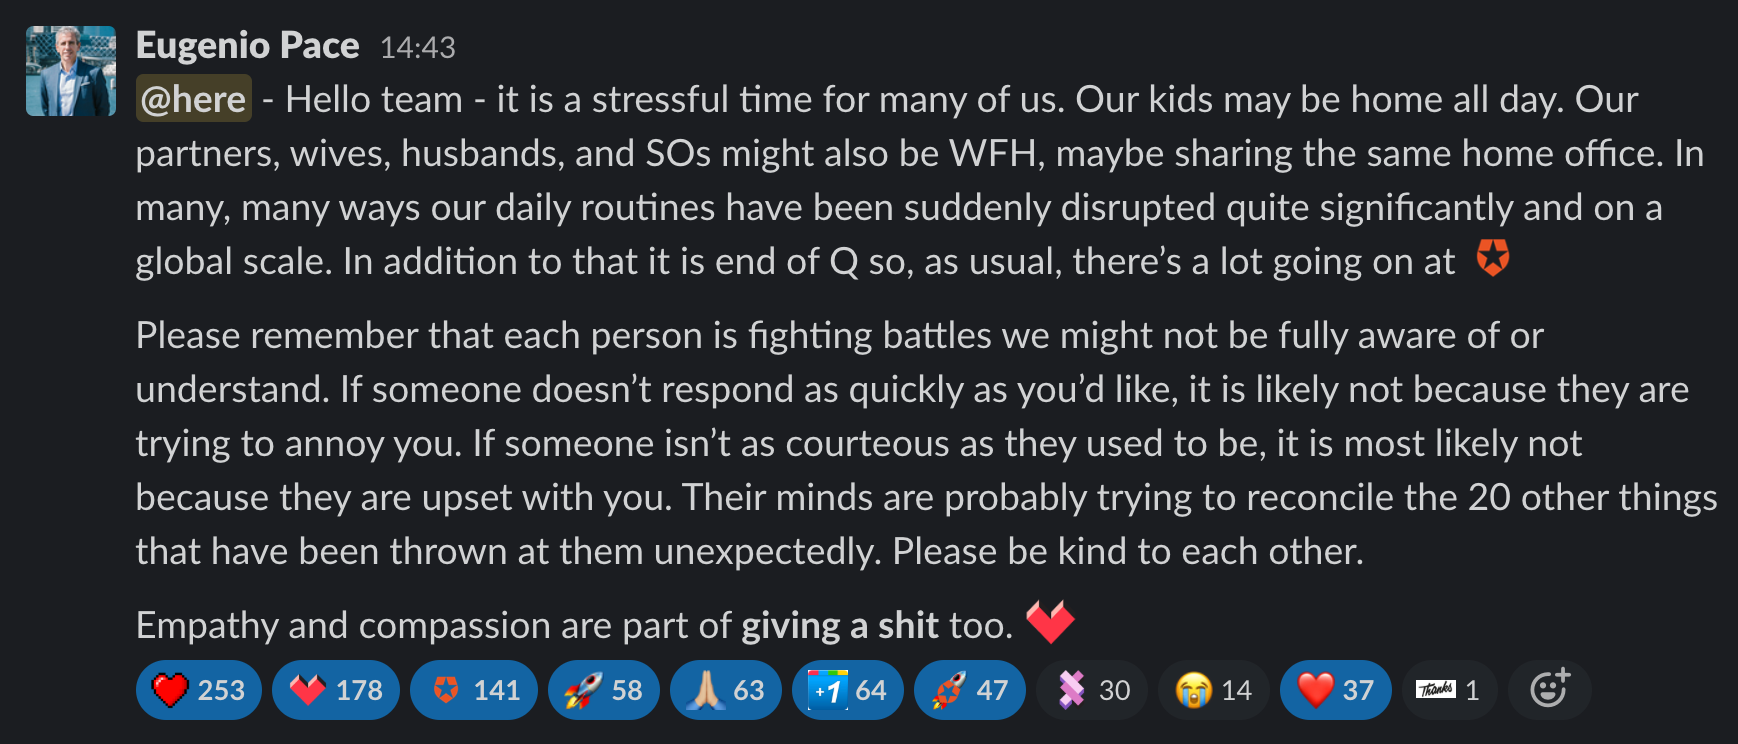 Eugenio Pace 14:43
@here - Hello team - it is a stressful time for many of us. Our kids may be home all day. Our
partners, wives, husbands, and SOs might also be WFH, maybe sharing the same home office. In
many, many ways our daily routines have been suddenly disrupted quite significantly and on a
global scale. In addition to that it is end of Q so, as usual, there’s a lot going on at
Please remember that each person is fighting battles we might not be fully aware of or
understand. If someone doesn’t respond as quickly as you’d like, it is likely not because they are
trying to annoy you. If someone isn’t as courteous as they used to be, it is most likely not
because they are upset with you. Their minds are probably trying to reconcile the 20 other things
that have been thrown at them unexpectedly. Please be kind to each other.
Empathy and compassion are part of giving a shit too.
253 178 141 58 63 +1 64 47 30 14 37 Thanks 1